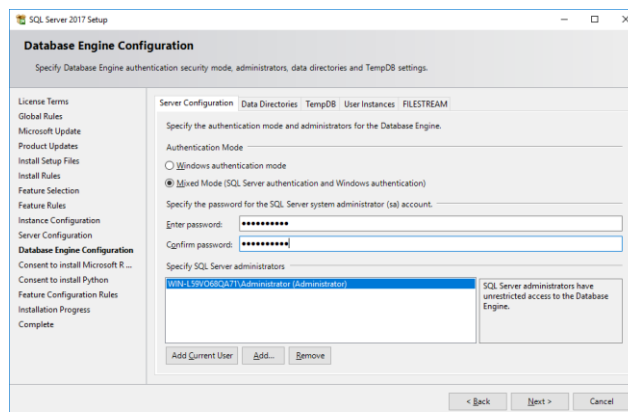 SQL Server 2017 Setup
Database Engine Configuration
Specify Database Engine authentication security mode, administrators, data directories and TempDB settings.
License Terms
Global Rules
Microsoft Update
Product Updates
Install Setup Files
Install Rules
Feature Selection
Feature Rules
Instance Configuration
Server Configuration
Database Engine Configuration
Consent to install Microsoft R ...
Consent to install Python
Feature Configuration Rules
Installation Progress
Complete
Server Configuration Data Directories TempDB User Instances FILESTREAM
Specify the authentication mode and administrators for the Database Engine.
Authentication Mode
Windows authentication mode
Mixed Mode (SQL Server authentication and Windows authentication)
Specify the password for the SQL Server system administrator (sa) account.
Enter password: ●●●●●●●●●●
Confirm password: ●●●●●●●●●●
Specify SQL Server administrators
WIN-L59VO68QA71\Administrator (Administrator)
SQL Server administrators have
unrestricted access to the Database
Engine.
Add Current User Add... Remove
< Back Next > Cancel